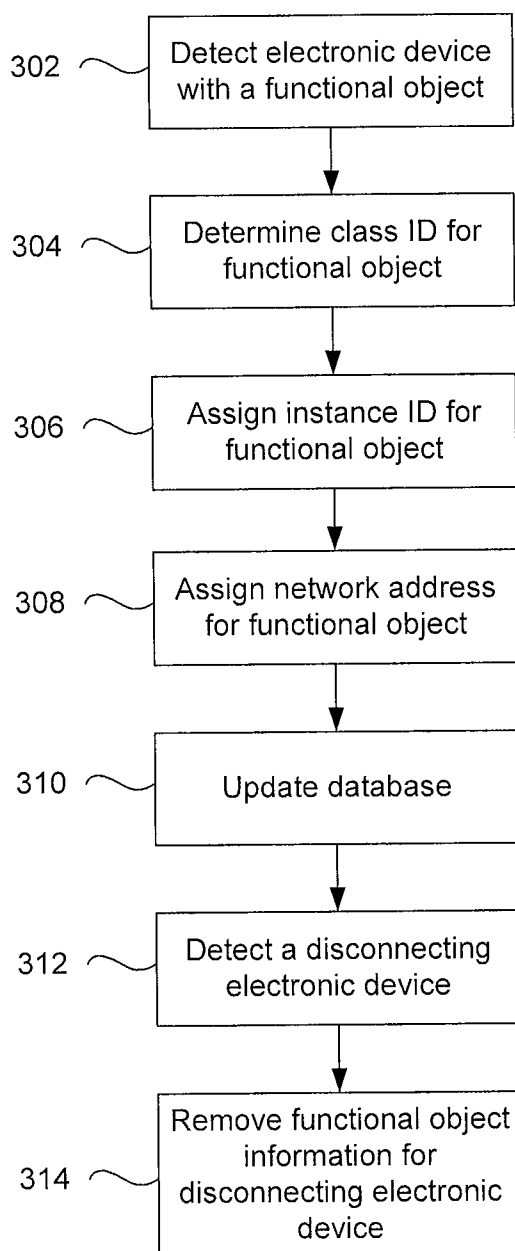 302
Detect electronic device
with a functional object
304
Determine class ID for
functional object
306
Assign instance ID for
functional object
308
Assign network address
for functional object
310
Update database
312
Detect a disconnecting
electronic device
314
Remove functional object
information for
disconnecting electronic
device